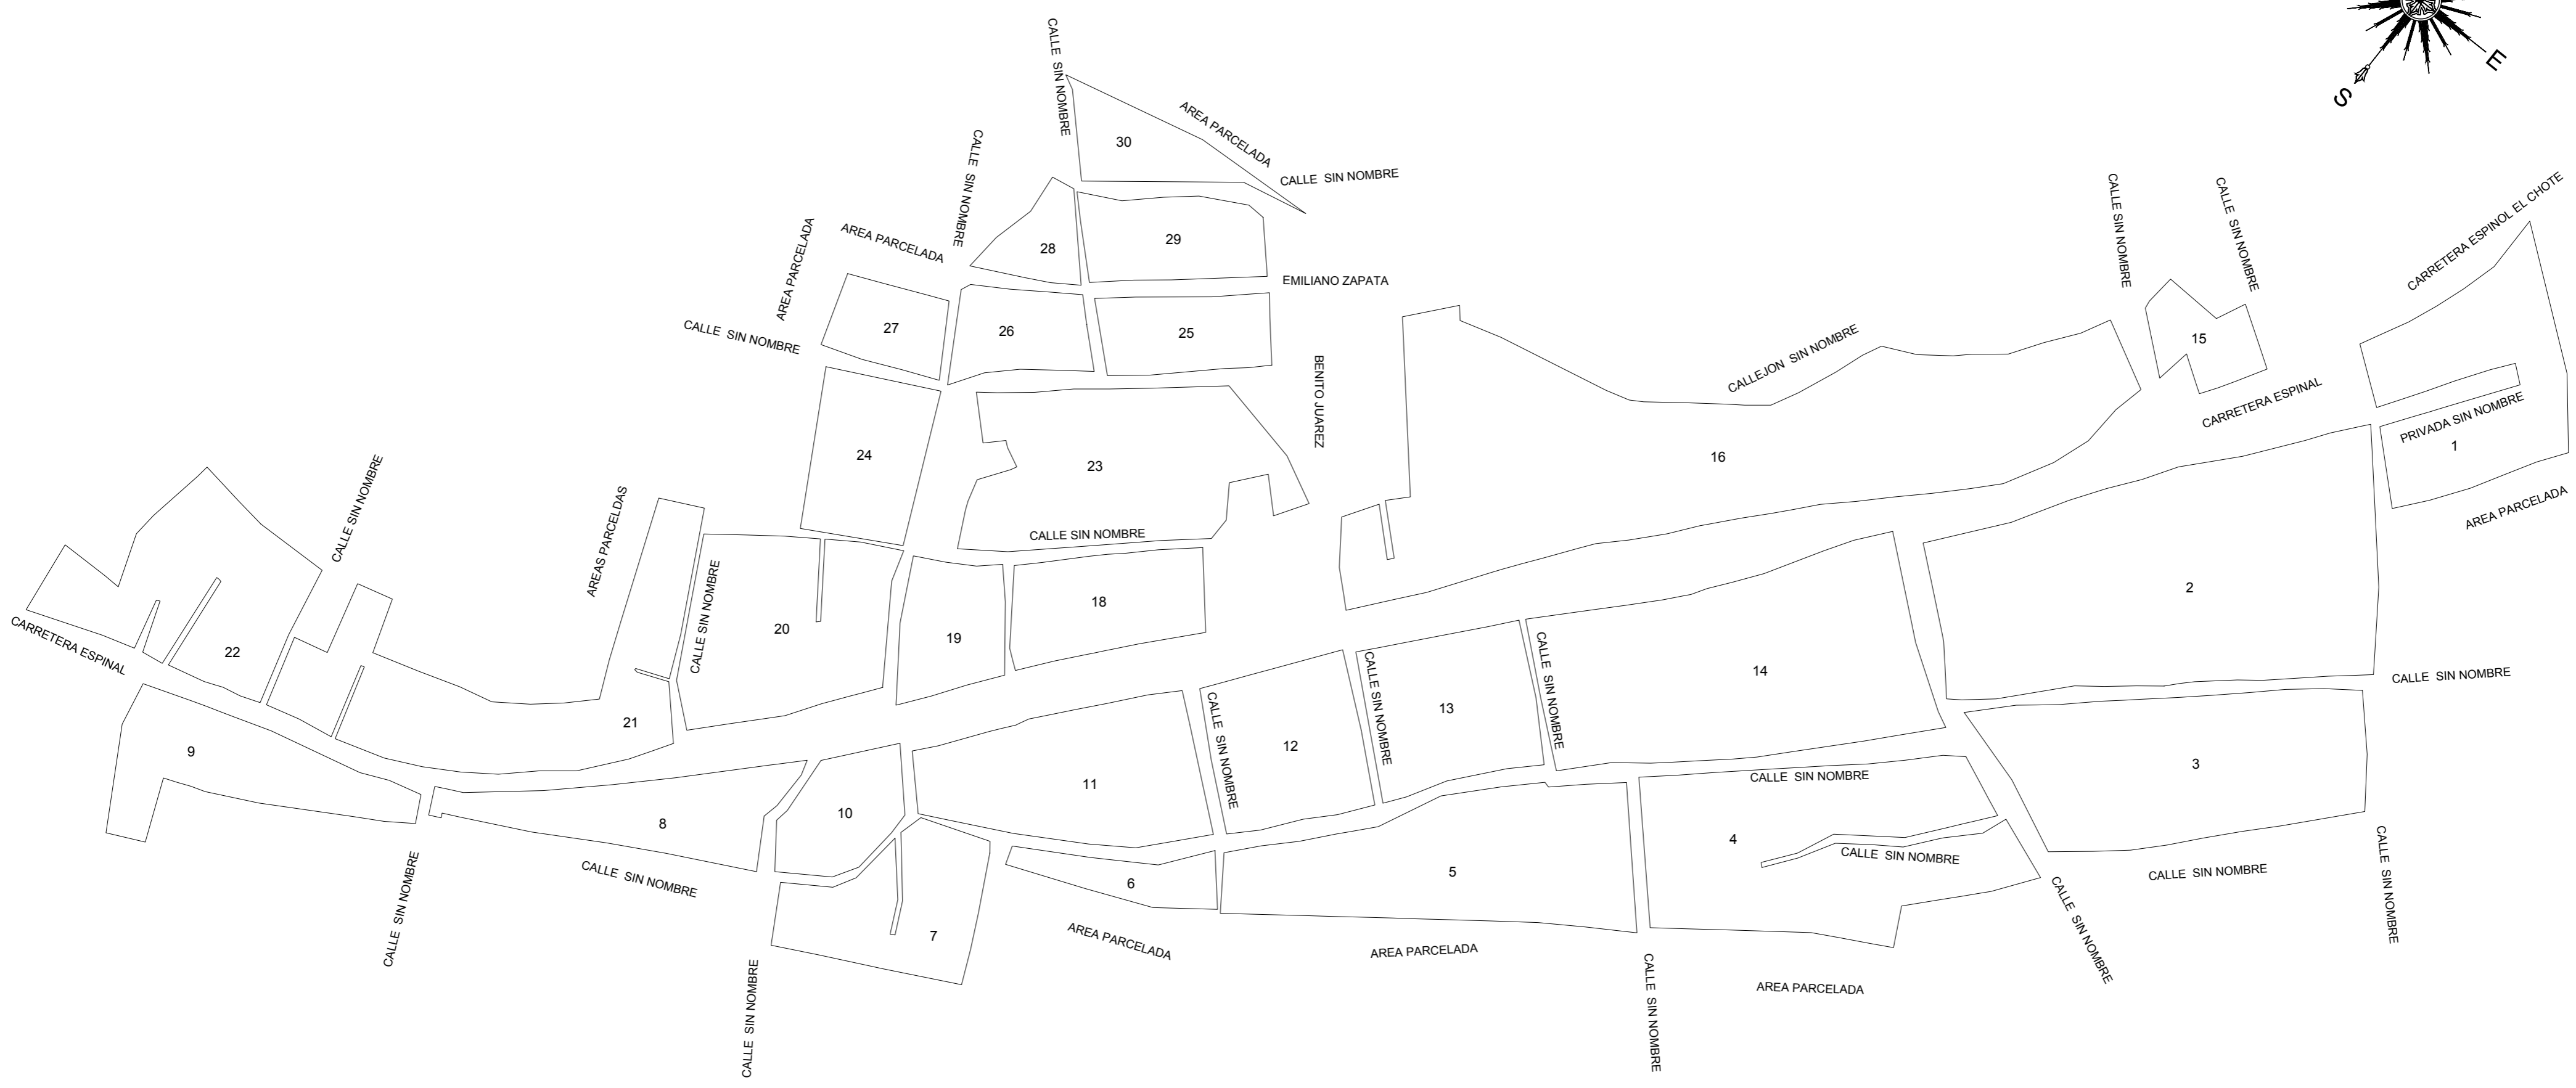 CALLE SIN NOMBRE
30
AREA PARCELADA
CALLE SIN NOMBRE
E
S
CALLE SIN NOMBRE
AREA PARCELADA
AREA PARCELADA
28
29
EMILIANO ZAPATA
CALLE SIN NOMBRE
CALLE SIN NOMBRE
CARRETERA ESPINOL EL CHOTE
CALLE SIN NOMBRE
27
26
25
15
CALLEJON SIN NOMBRE
BENITO JUAREZ
CARRETERA ESPINAL
PRIVADA SIN NOMBRE
1
24
23
16
AREA PARCELADA
CALLE SIN NOMBRE
AREAS PARCELDAS
CALLE SIN NOMBRE
CALLE SIN NOMBRE
2
18
20
19
22
CARRETERA ESPINAL
CALLE SIN NOMBRE
CALLE SIN NOMBRE
14
CALLE SIN NOMBRE
13
CALLE SIN NOMBRE
12
21
9
3
CALLE SIN NOMBRE
11
10
8
4
CALLE SIN NOMBRE
CALLE SIN NOMBRE
CALLE SIN NOMBRE
5
6
CALLE SIN NOMBRE
CALLE SIN NOMBRE
CALLE SIN NOMBRE
CALLE SIN NOMBRE
7
AREA PARCELADA
AREA PARCELADA
AREA PARCELADA
CALLE SIN NOMBRE
CALLE SIN NOMBRE